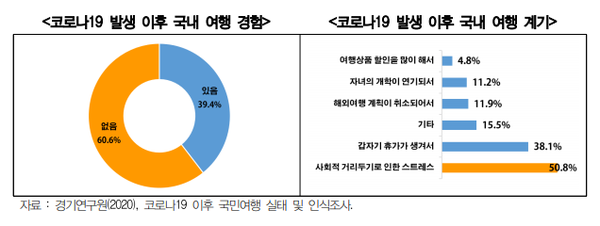 <코로나19 발생 이후 국내 여행 경험>
있음
39.4%
없음
60.6%
<코로나19 발생 이후 국내 여행 계기>
여행상품 할인을 많이 해서 4.8%
자녀의 개학이 연기되서 11.2%
해외여행 계획이 취소되어서 11.9%
기타 15.5%
갑자기 휴가가 생겨서 38.1%
사회적 거리두기로 인한 스트레스 50.8%
자료 : 경기연구원(2020), 코로나19 이후 국민여행 실태 및 인식조사.